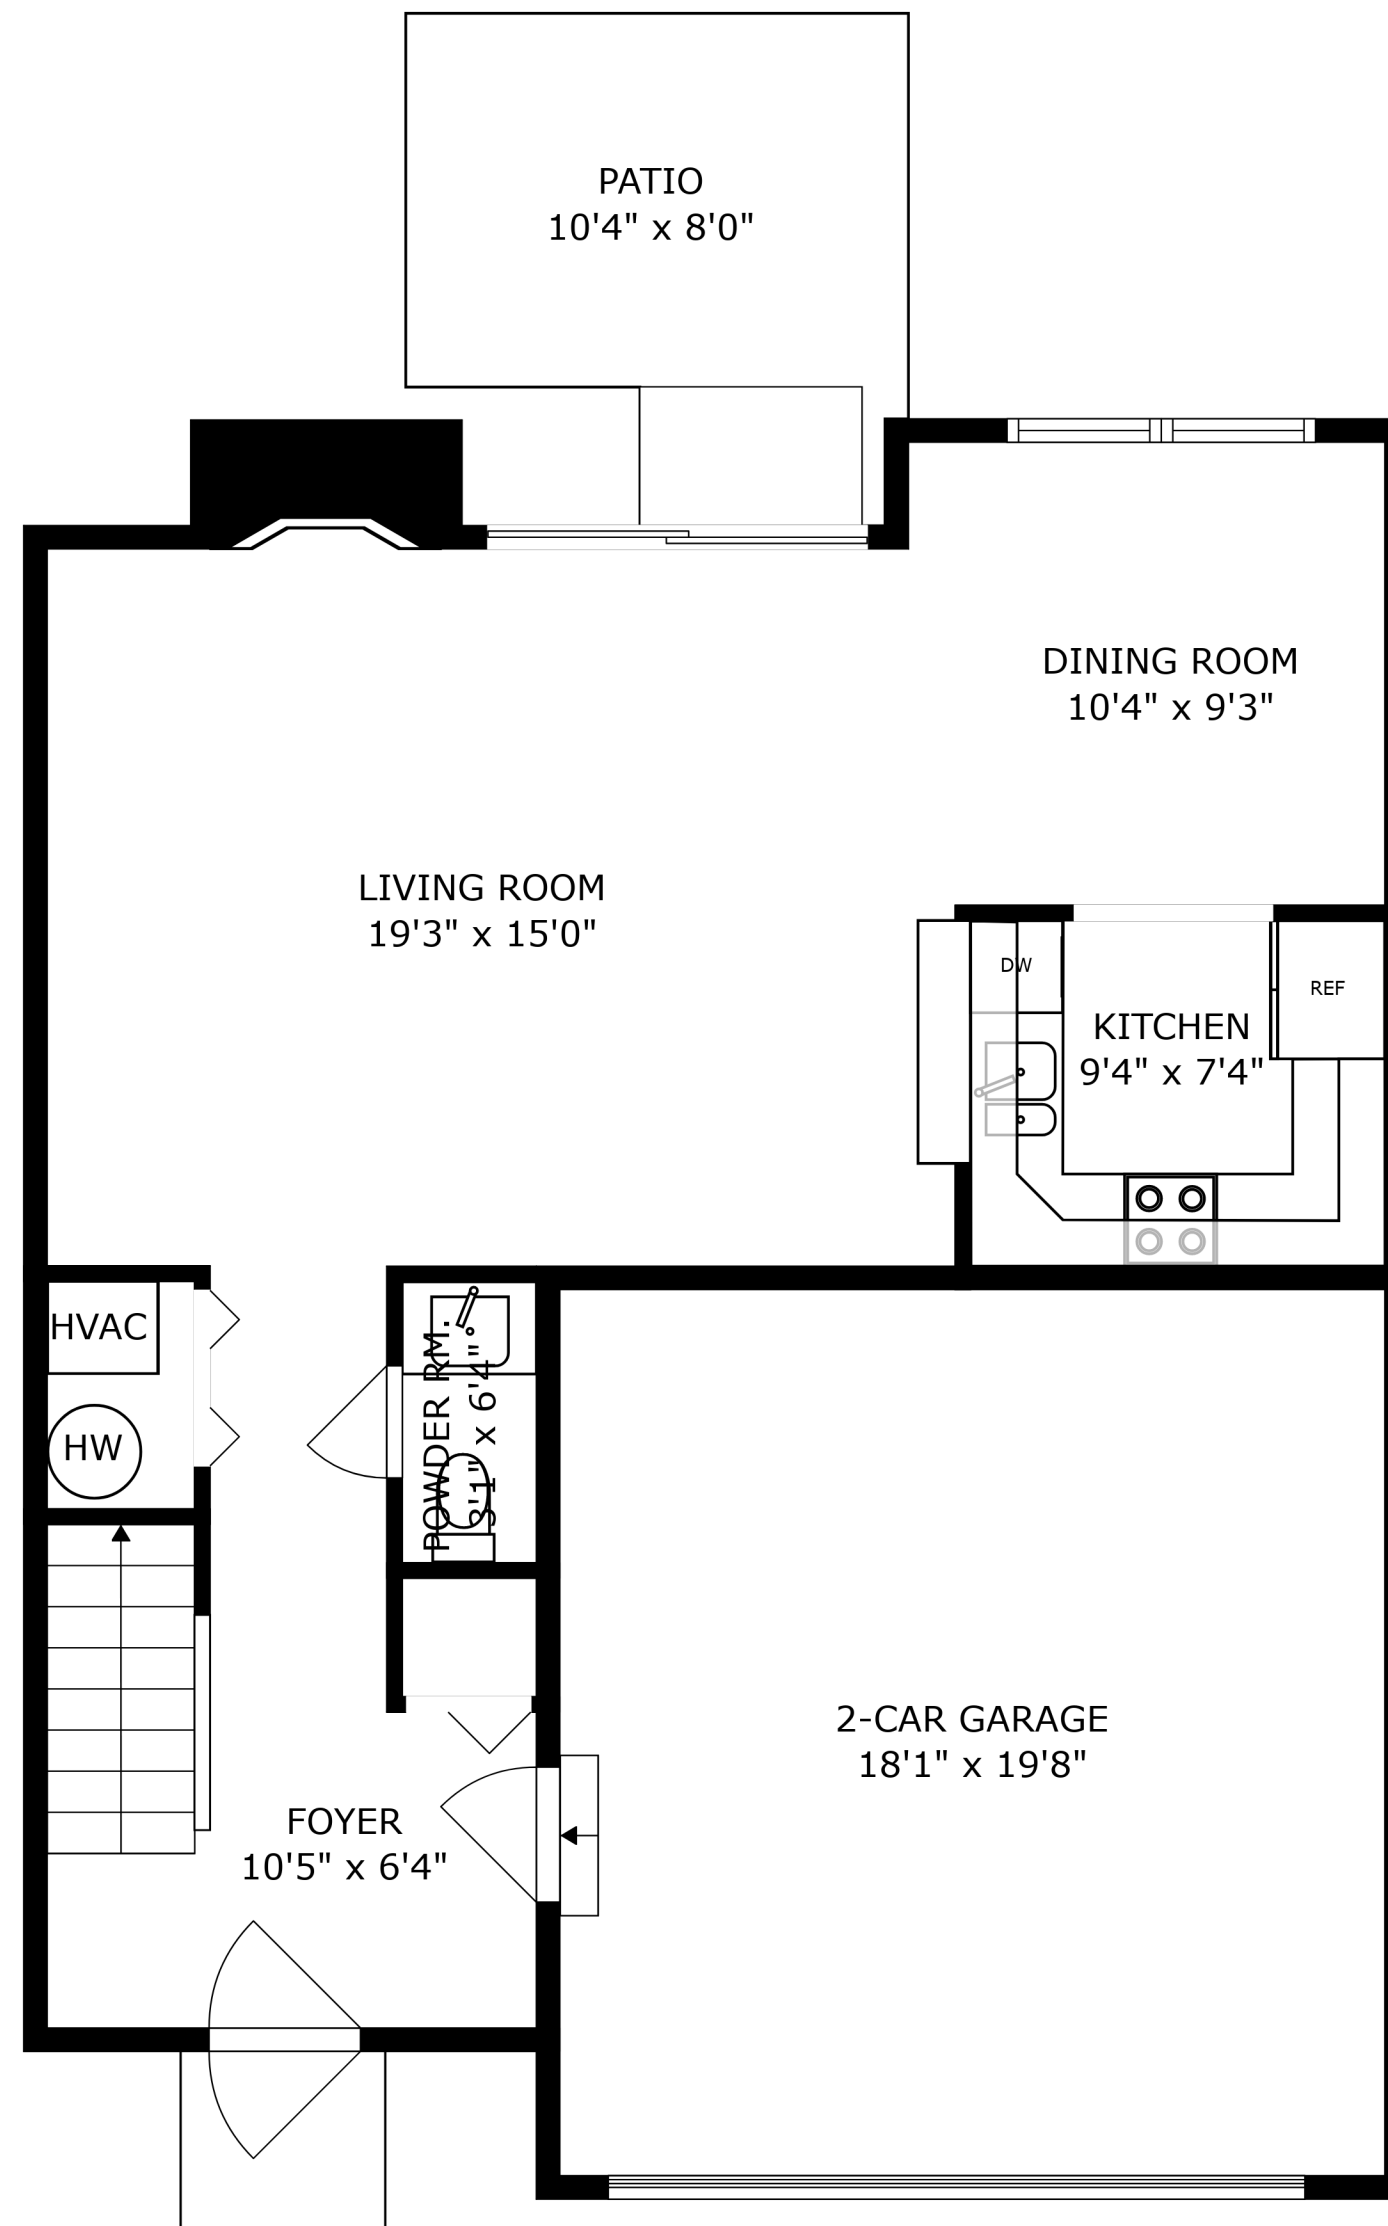 PATIO
10'4" x 8'0"
DINING ROOM
10'4" x 9'3"
LIVING ROOM
19'3" x 15'0"
DW
REF
KITCHEN
9'4" x 7'4"
HVAC
HW
POWDER RM.
3'1" x 6'4"
2-CAR GARAGE
18'1" x 19'8"
FOYER
10'5" x 6'4"